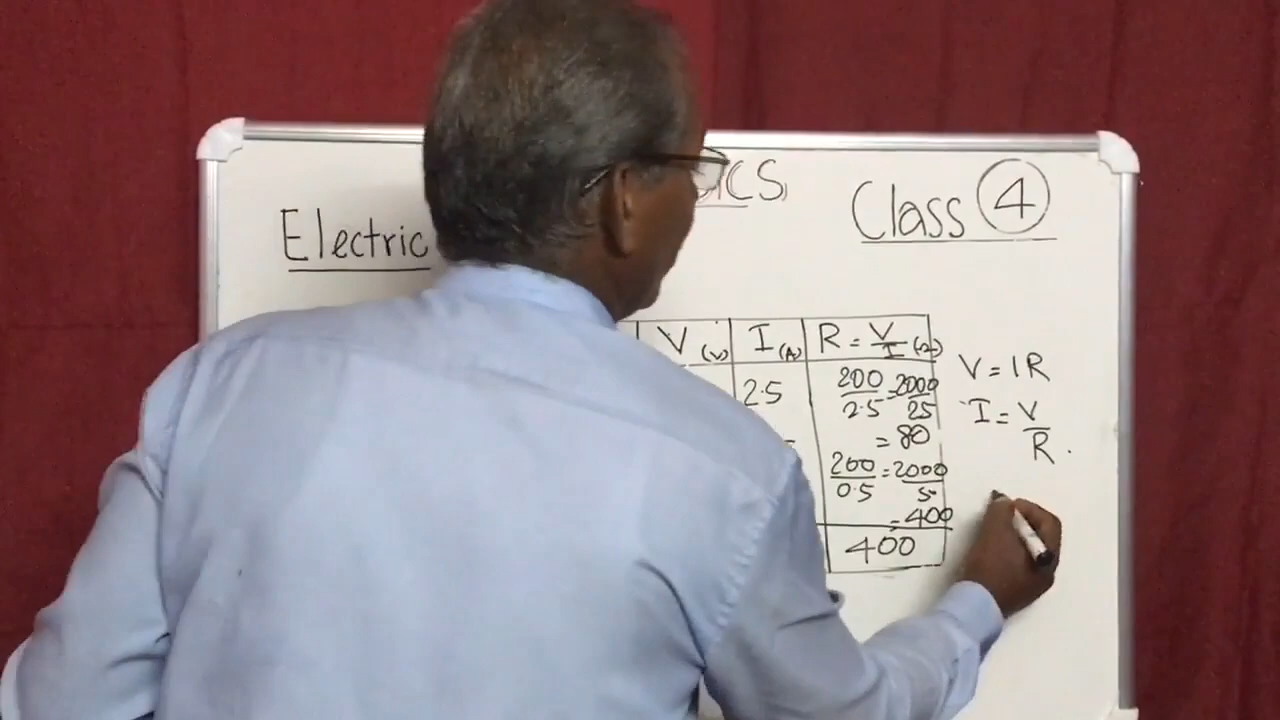 ICS
Class 4
Electric
V (V) I (A) R = V/I (Ω)
2.5 200/2.5 = 2000/25
= 80
200/0.5 = 2000/5
= 400
400
V = IR
I = V/R.